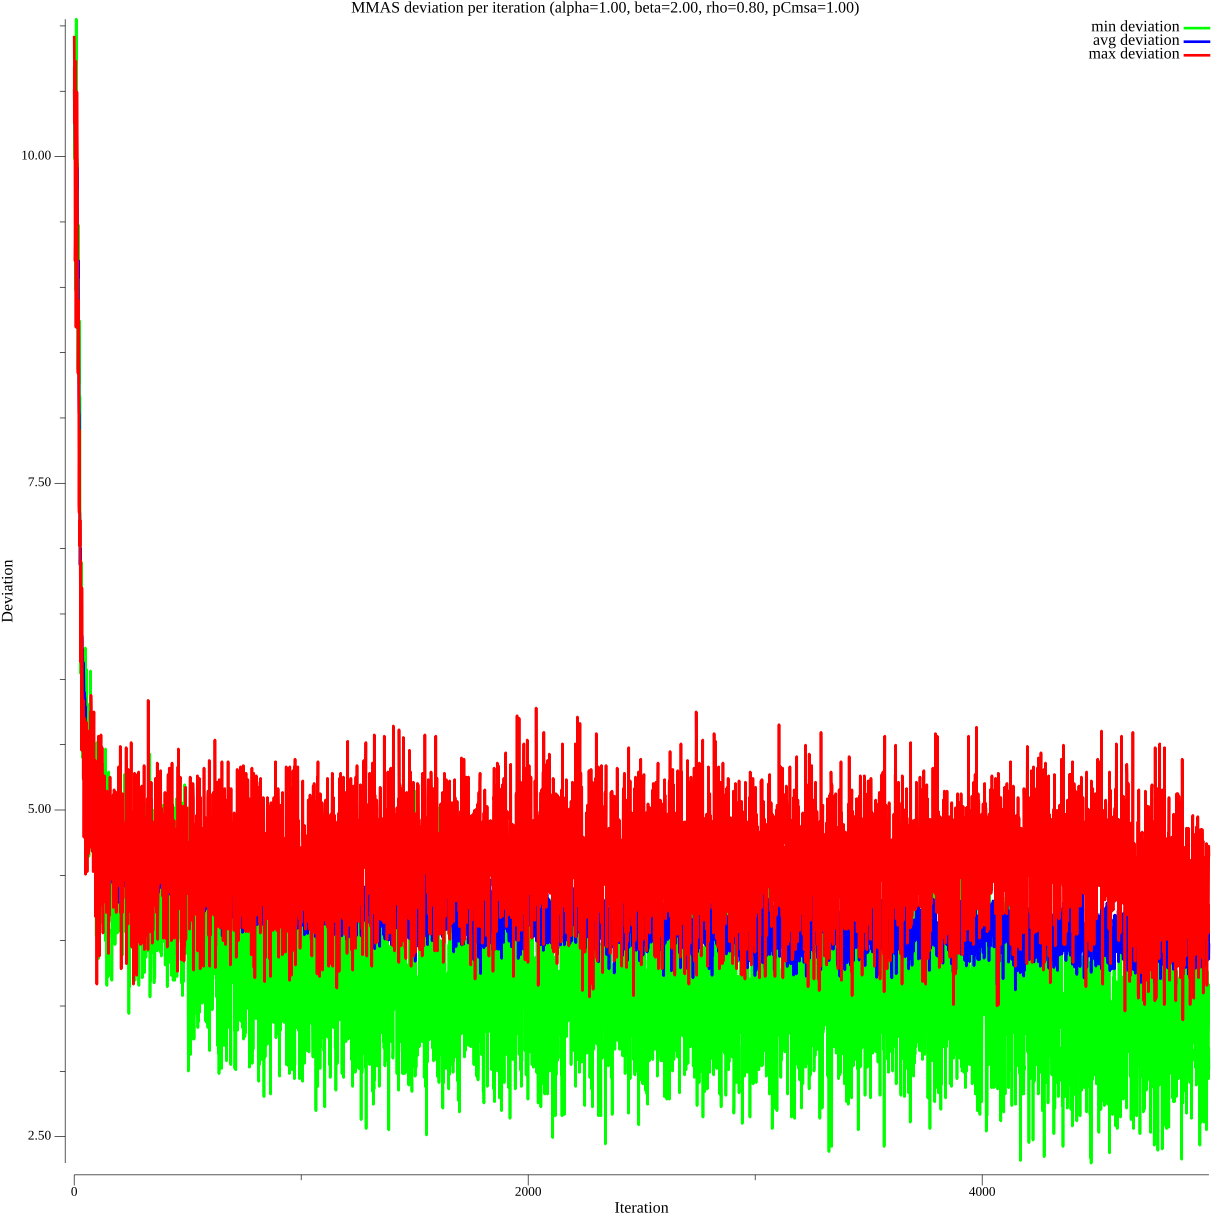 MMAS deviation per iteration (alpha=1.00, beta=2.00, rho=0.80, pCmsa=1.00)
min deviation
avg deviation
max deviation
10.00
7.50
5.00
2.50
Deviation
0
2000
4000
Iteration